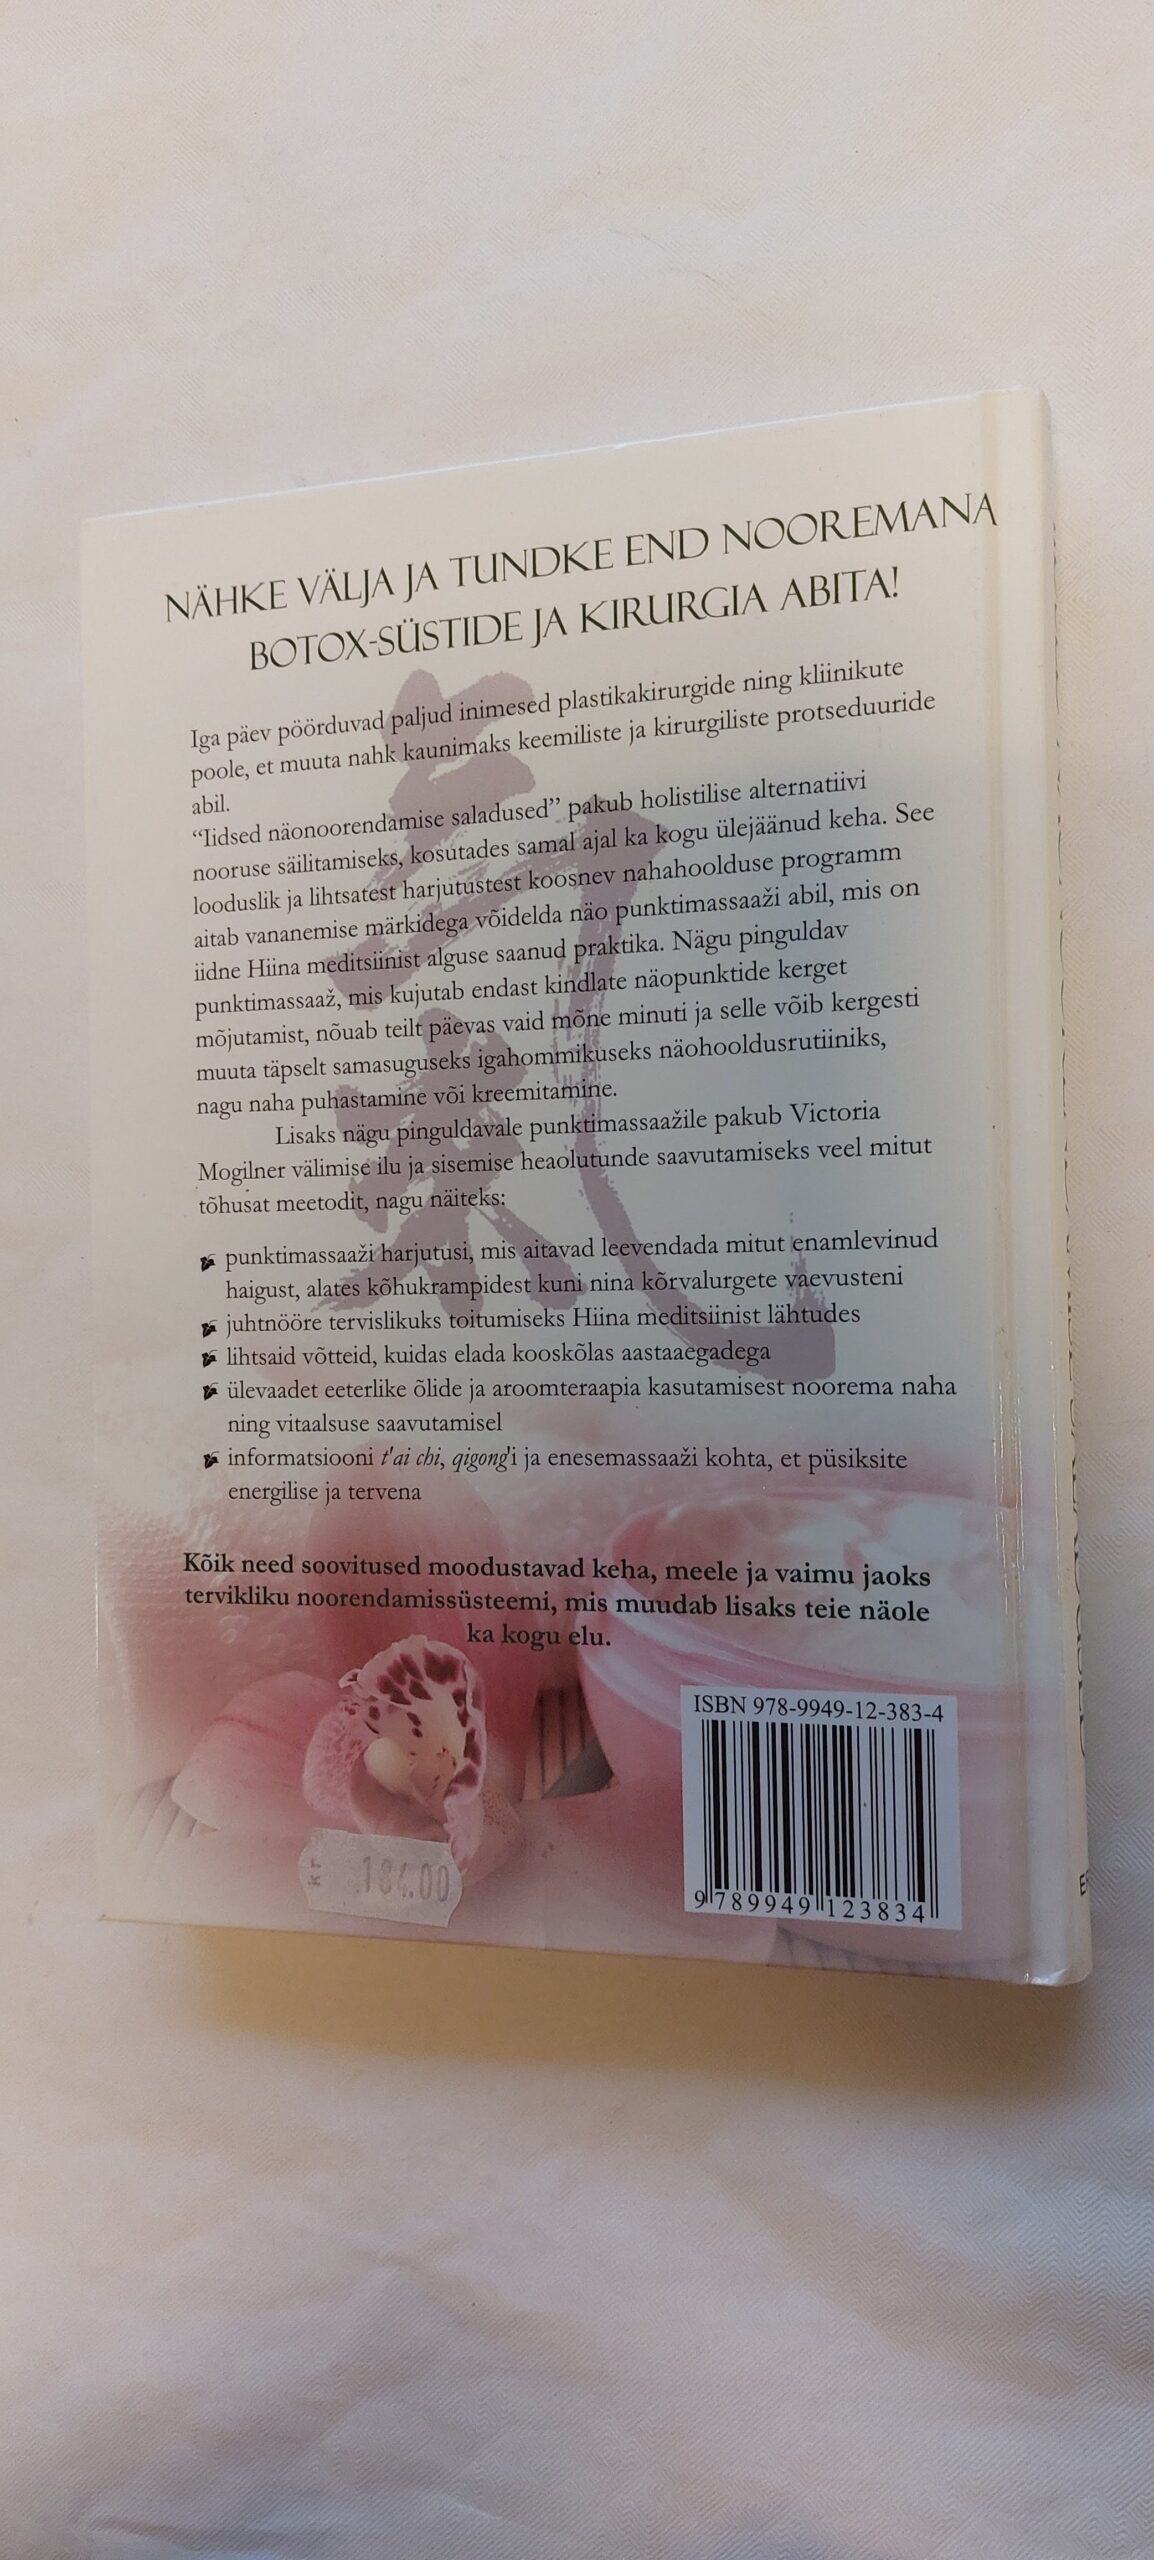 NÄHKE VÄLJA JA TUNDKE END NOOREMANA
BOTOX-SÜSTIDE JA KIRURGIA ABITA!
Iga päev pöörduvad paljud inimesed plastikakirurgide ning kliinikute
poole, et muuta nahk kaunimaks keemiliste ja kirurgiliste protseduuride
abil.
“Iidsed näonoorendamise saladused” pakub holistilise alternatiivi
nooruse säilitamiseks, kosutades samal ajal ka kogu ülejäänud keha. See
looduslik ja lihtsatest harjutustest koosnev nahahoolduse programm
aitab vananemise märkidega võidelda näo punktimassaaži abil, mis on
iidne Hiina meditsiinist alguse saanud praktika. Nägu pinguldav
punktimassaaž, mis kujutab endast kindlate näopunktide kerget
mõjutamist, nõuab teilt päevas vaid mõne minuti ja selle võib kergesti
muuta täpselt samasuguseks igahommikuseks näohooldusrutiiniks,
nagu naha puhastamine või kreemitamine.
Lisaks nägu pinguldavale punktimassaažile pakub Victoria
Mogilner välimise ilu ja sisemise heaolutunde saavutamiseks veel mitut
tõhusat meetodit, nagu näiteks:
punktimassaaži harjutusi, mis aitavad leevendada mitut enamlevinud
haigust, alates kõhukrampidest kuni nina kõrvalurgete vaevusteni
juhtnööre tervislikuks toitumiseks Hiina meditsiinist lähtudes
lihtsaid võtteid, kuidas elada kooskõlas aastaaegadega
ülevaadet eeterlike õlide ja aroomteraapia kasutamisest noorema naha
ning vitaalsuse saavutamisel
informatsiooni t'ai chi, qigong'i ja enesemassaaži kohta, et püsiksite
energilise ja tervena
Kõik need soovitused moodustavad keha, meele ja vaimu jaoks
tervikliku noorendamissüsteemi, mis muudab lisaks teie näole
ka kogu elu.
ISBN 978-9949-12-383-4
9 789949 123834
kr 184.00